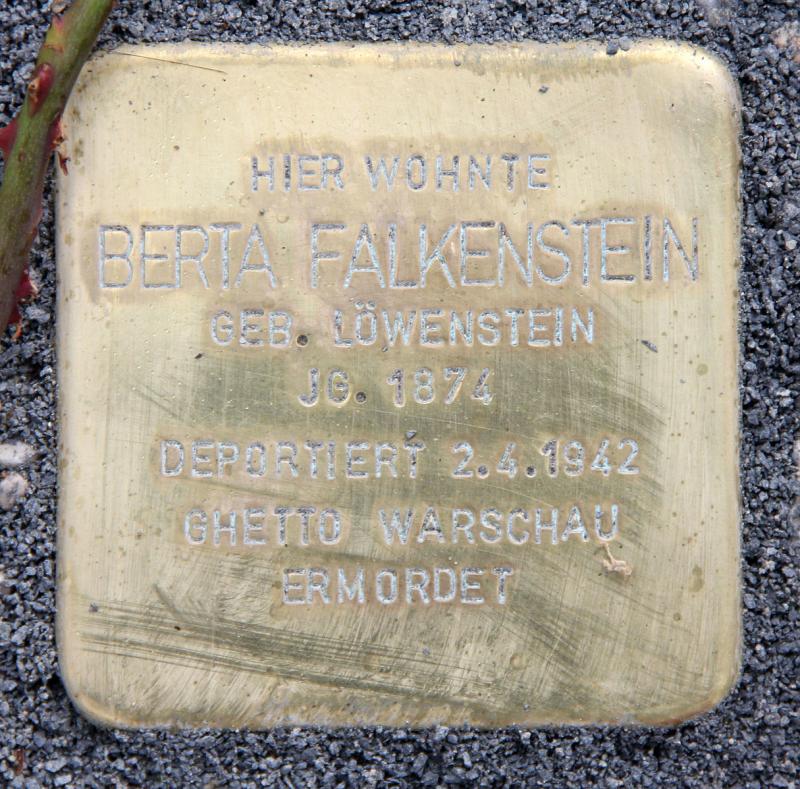 HIER WOHNTE
BERTA FALKENSTEIN
GEB. LÖWENSTEIN
JG. 1874
DEPORTIERT 2.4.1942
GHETTO WARSCHAU
ERMORDET